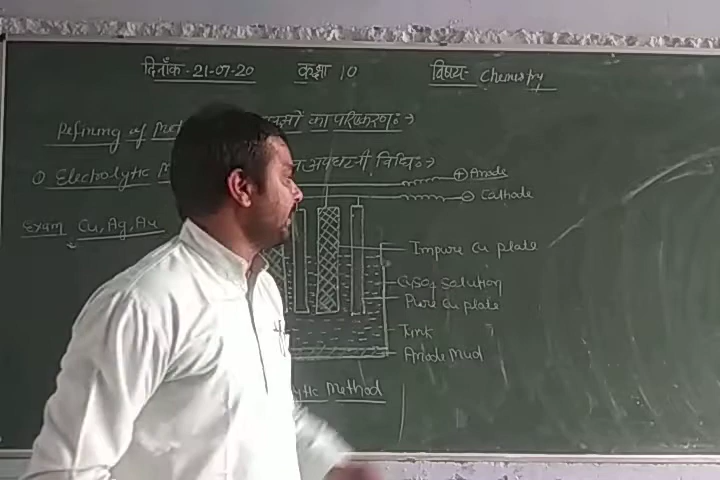 दिनाँक - 21-07-20 कक्षा 10 विषय- Chemistry
Refining of का परिष्करण:→
① Electrolytic अपघटनी विधि:→
⊕ Anode
⊖ Cathode
Exam Cu, Ag, Au
Impure Cu plate
CuSO4 solution
Pure Cu plate
Tank
Anode Mud
lytic Method